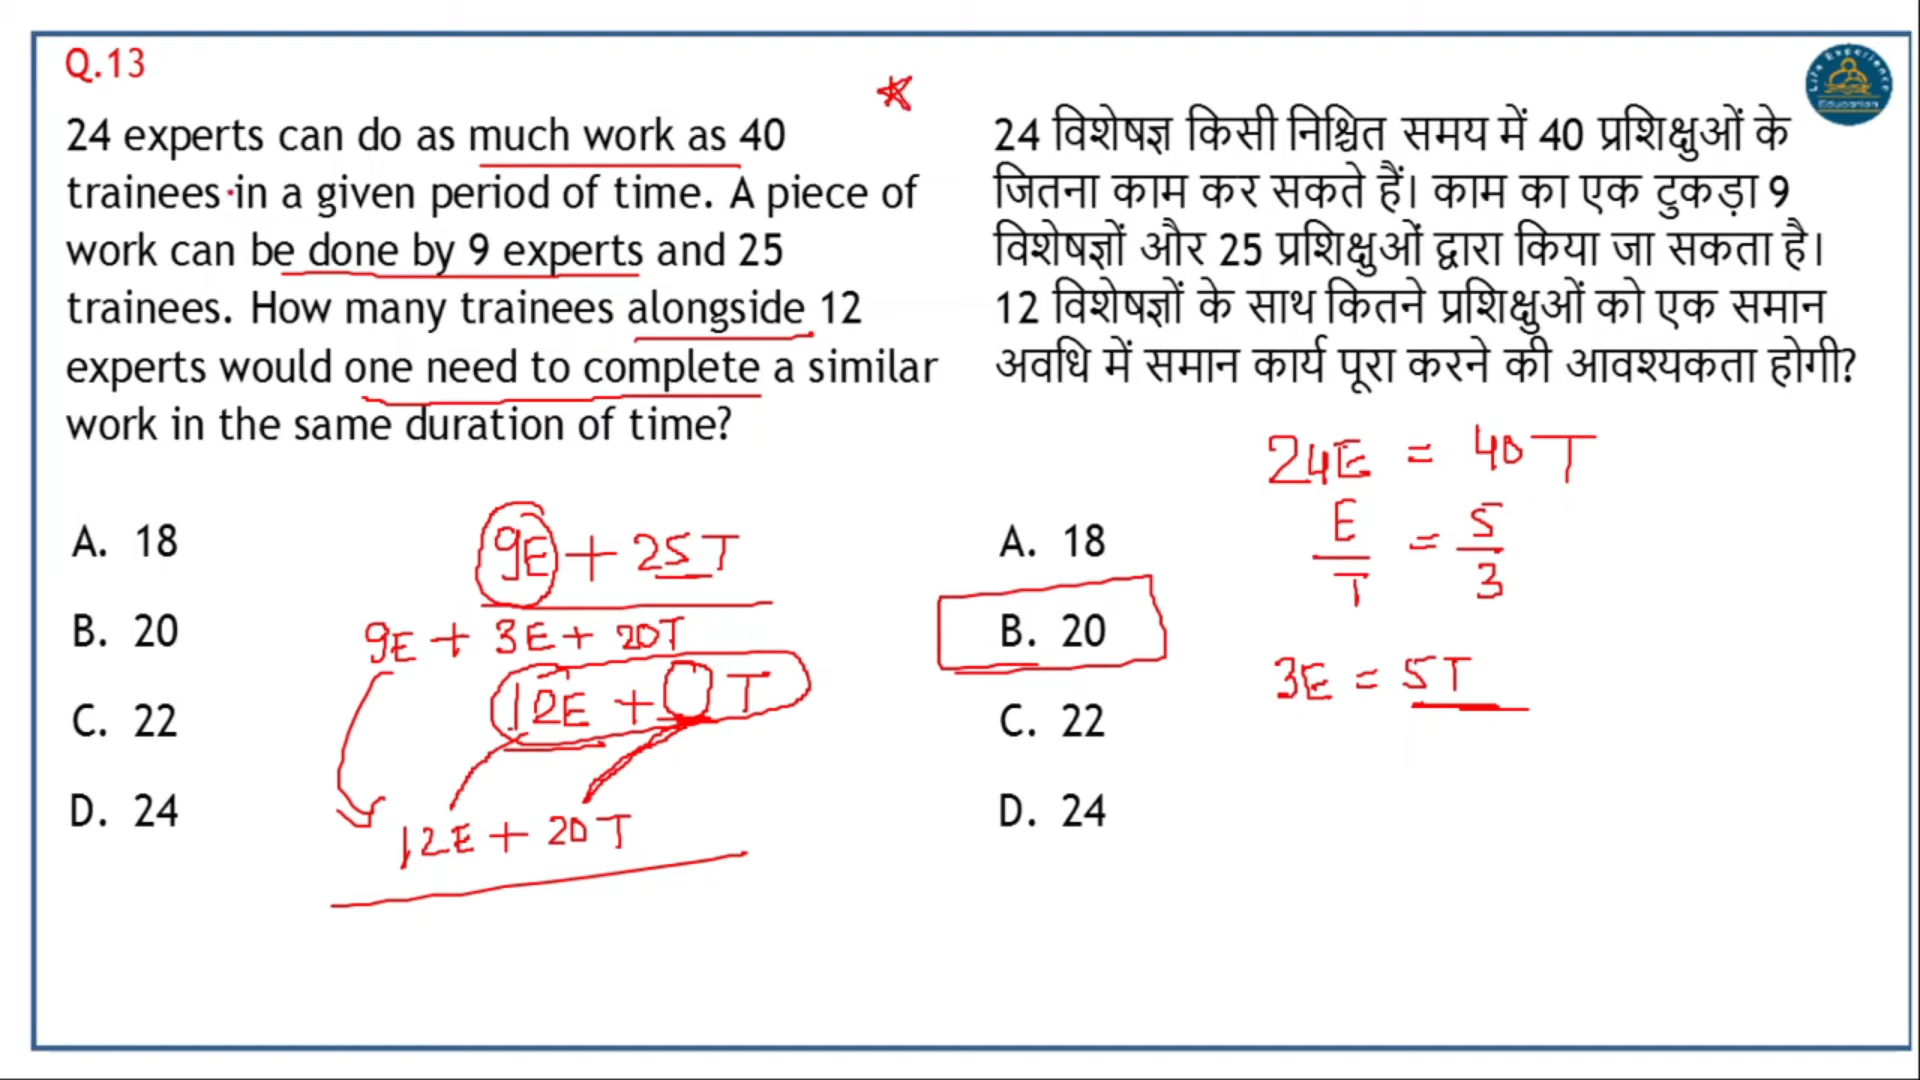 Q.13
24 experts can do as much work as 40
trainees in a given period of time. A piece of
work can be done by 9 experts and 25
trainees. How many trainees alongside 12
experts would one need to complete a similar
work in the same duration of time?
A. 18
B. 20
C. 22
D. 24
9E + 25T
9E + 3E + 20T
12E + T
12E + 20T
Life Experience
Education
24 विशेषज्ञ किसी निश्चित समय में 40 प्रशिक्षुओं के
जितना काम कर सकते हैं। काम का एक टुकड़ा 9
विशेषज्ञों और 25 प्रशिक्षुओं द्वारा किया जा सकता है।
12 विशेषज्ञों के साथ कितने प्रशिक्षुओं को एक समान
अवधि में समान कार्य पूरा करने की आवश्यकता होगी?
24E = 40T
E/T = 5/3
3E = 5T
A. 18
B. 20
C. 22
D. 24